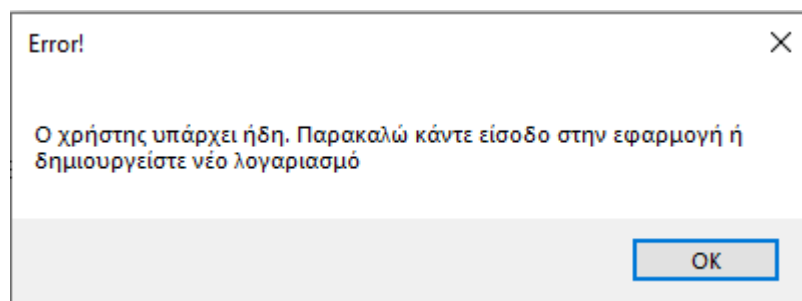 Error!
Ο χρήστης υπάρχει ήδη. Παρακαλώ κάντε είσοδο στην εφαρμογή ή
δημιουργείστε νέο λογαριασμό
OK